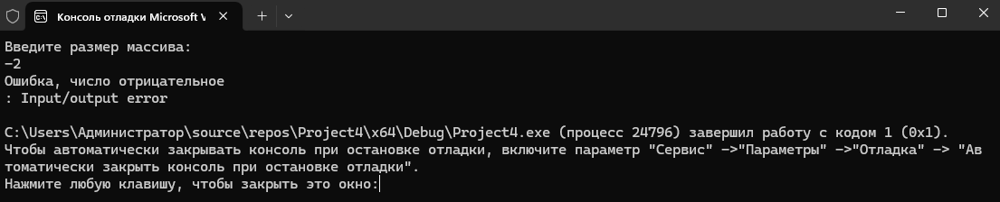 Консоль отладки Microsoft V
Введите размер массива:
-2
Ошибка, число отрицательное
: Input/output error
C:\Users\Администратор\source\repos\Project4\x64\Debug\Project4.exe (процесс 24796) завершил работу с кодом 1 (0x1).
Чтобы автоматически закрывать консоль при остановке отладки, включите параметр "Сервис" ->"Параметры" ->"Отладка" -> "Ав
томатически закрыть консоль при остановке отладки".
Нажмите любую клавишу, чтобы закрыть это окно: